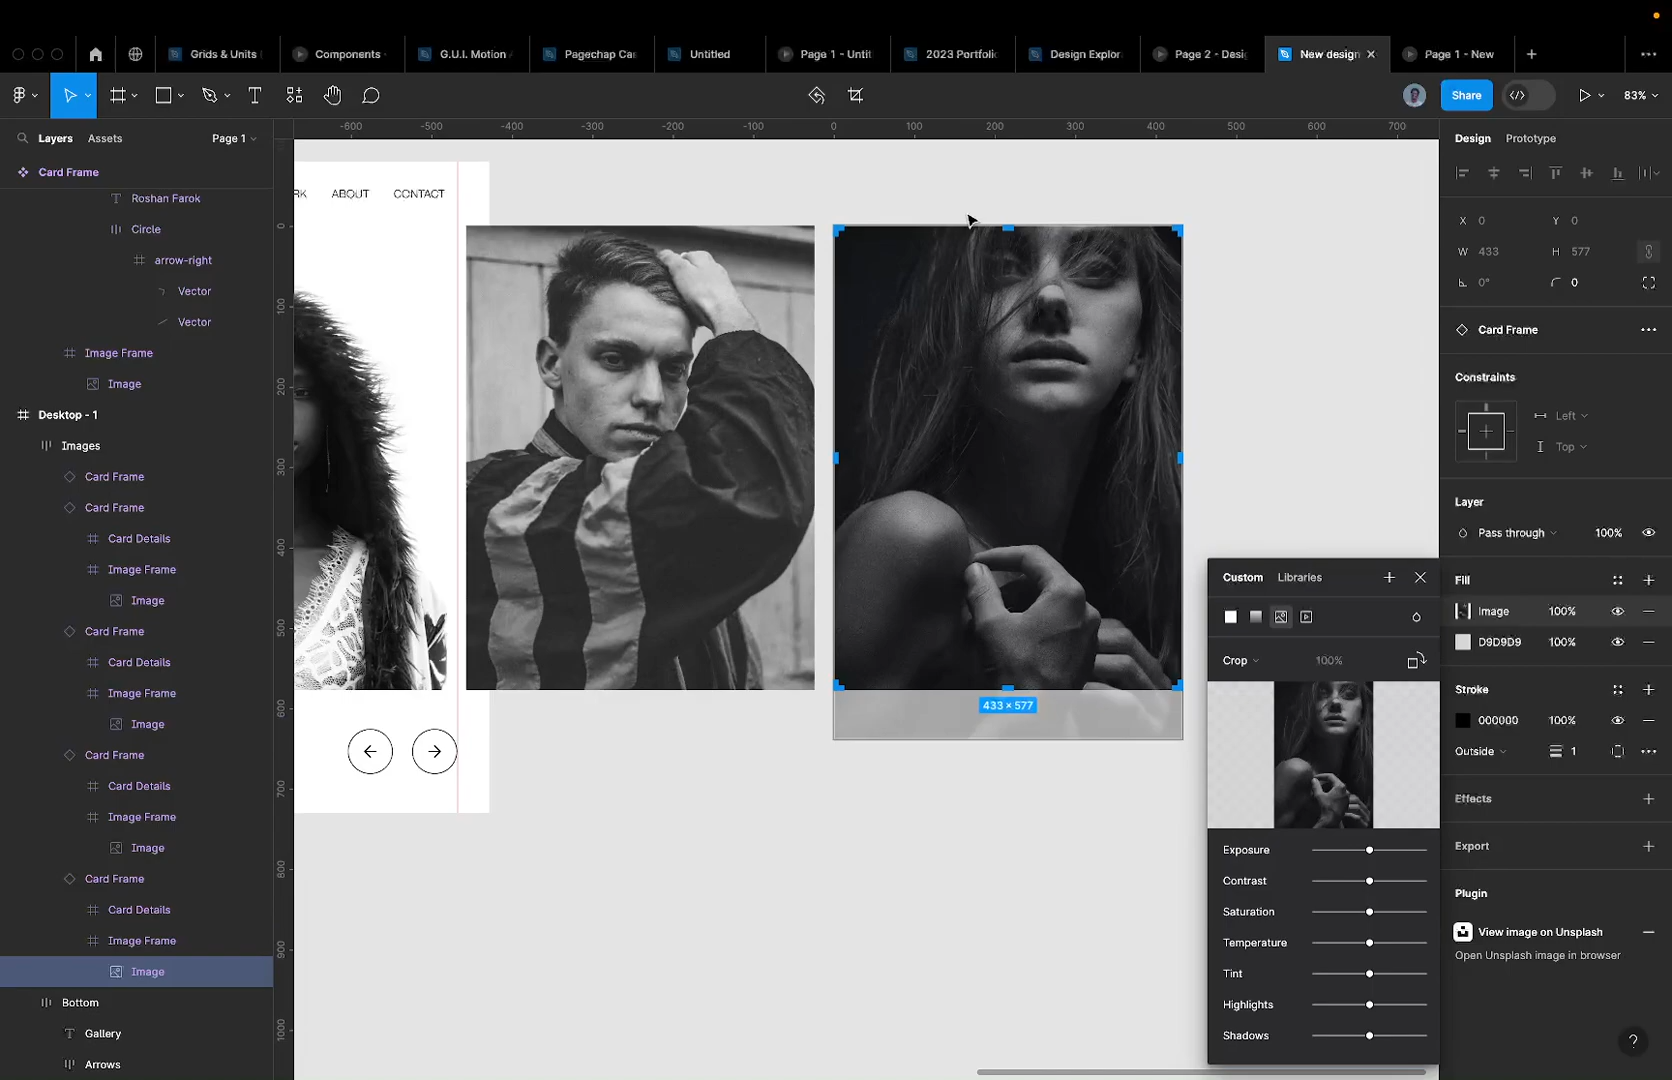 Grids & Units
Components
G.U.I. Motion
Pagechap Ca
Untitled
Page 1 - Untit
2023 Portfolio
Design Explor
Page 2 - Desi
New design
Page 1 - New
Share
83%
Layers
Assets
Page 1
Card Frame
Roshan Farok
Circle
arrow-right
Vector
Vector
Image Frame
Image
Desktop - 1
Images
Card Frame
Card Frame
Card Details
Image Frame
Image
Card Frame
Card Details
Image Frame
Image
Card Frame
Card Details
Image Frame
Image
Card Frame
Card Details
Image Frame
Image
Bottom
Gallery
Arrows
-600 -500 -400 -300 -200 -100 0 100 200 300 400 500 600 700
0
100
200
300
400
500
600
700
800
900
1000
RK ABOUT CONTACT
433 × 577
Custom
Libraries
Crop
100%
Exposure
Contrast
Saturation
Temperature
Tint
Highlights
Shadows
Design
Prototype
X 0 Y 0
W 433 H 577
0° 0
Card Frame
Constraints
Left
Top
Layer
Pass through 100%
Fill
Image 100%
D9D9D9 100%
Stroke
000000 100%
Outside 1
Effects
Export
Plugin
View image on Unsplash
Open Unsplash image in browser
?